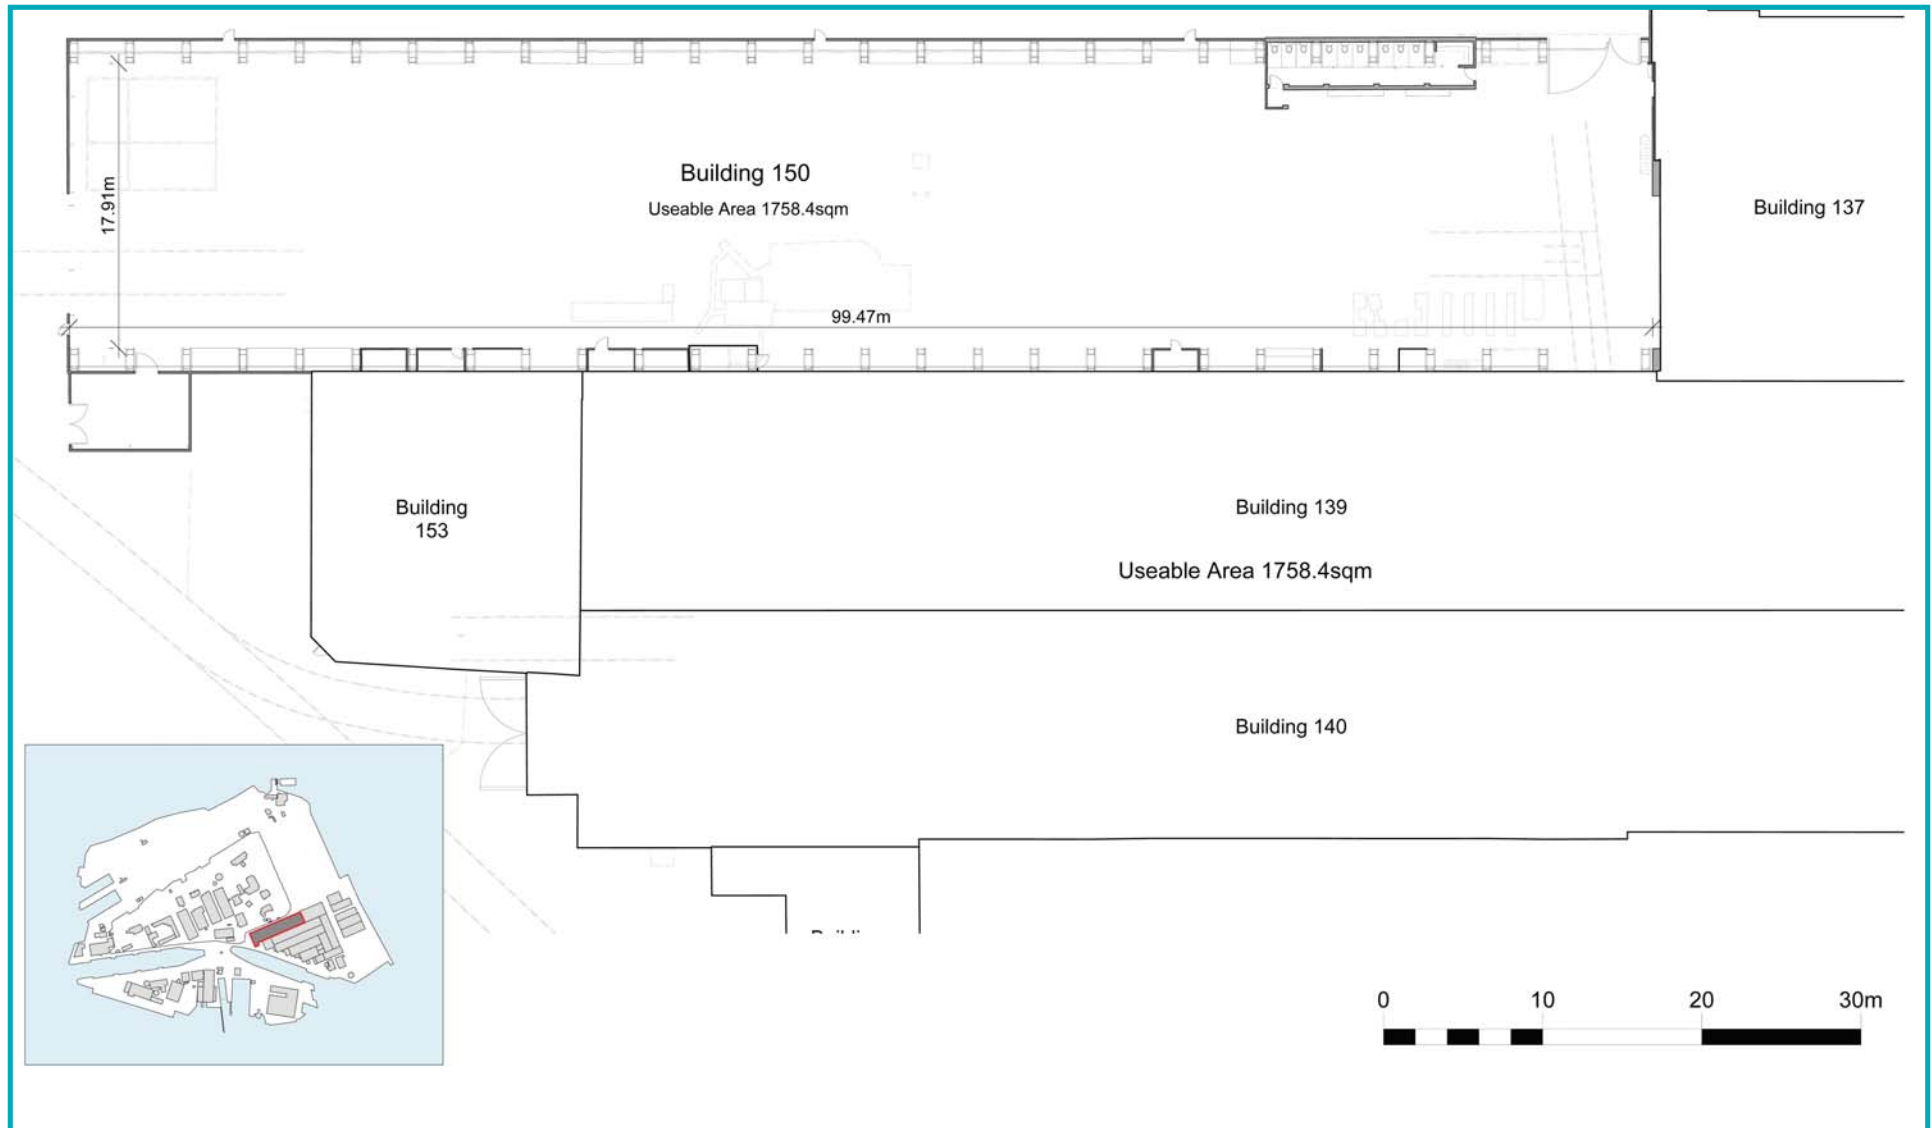 Building 150
Useable Area 1758.4sqm
17.91m
99.47m
Building 137
Building
153
Building 139
Useable Area 1758.4sqm
Building 140
0 10 20 30m